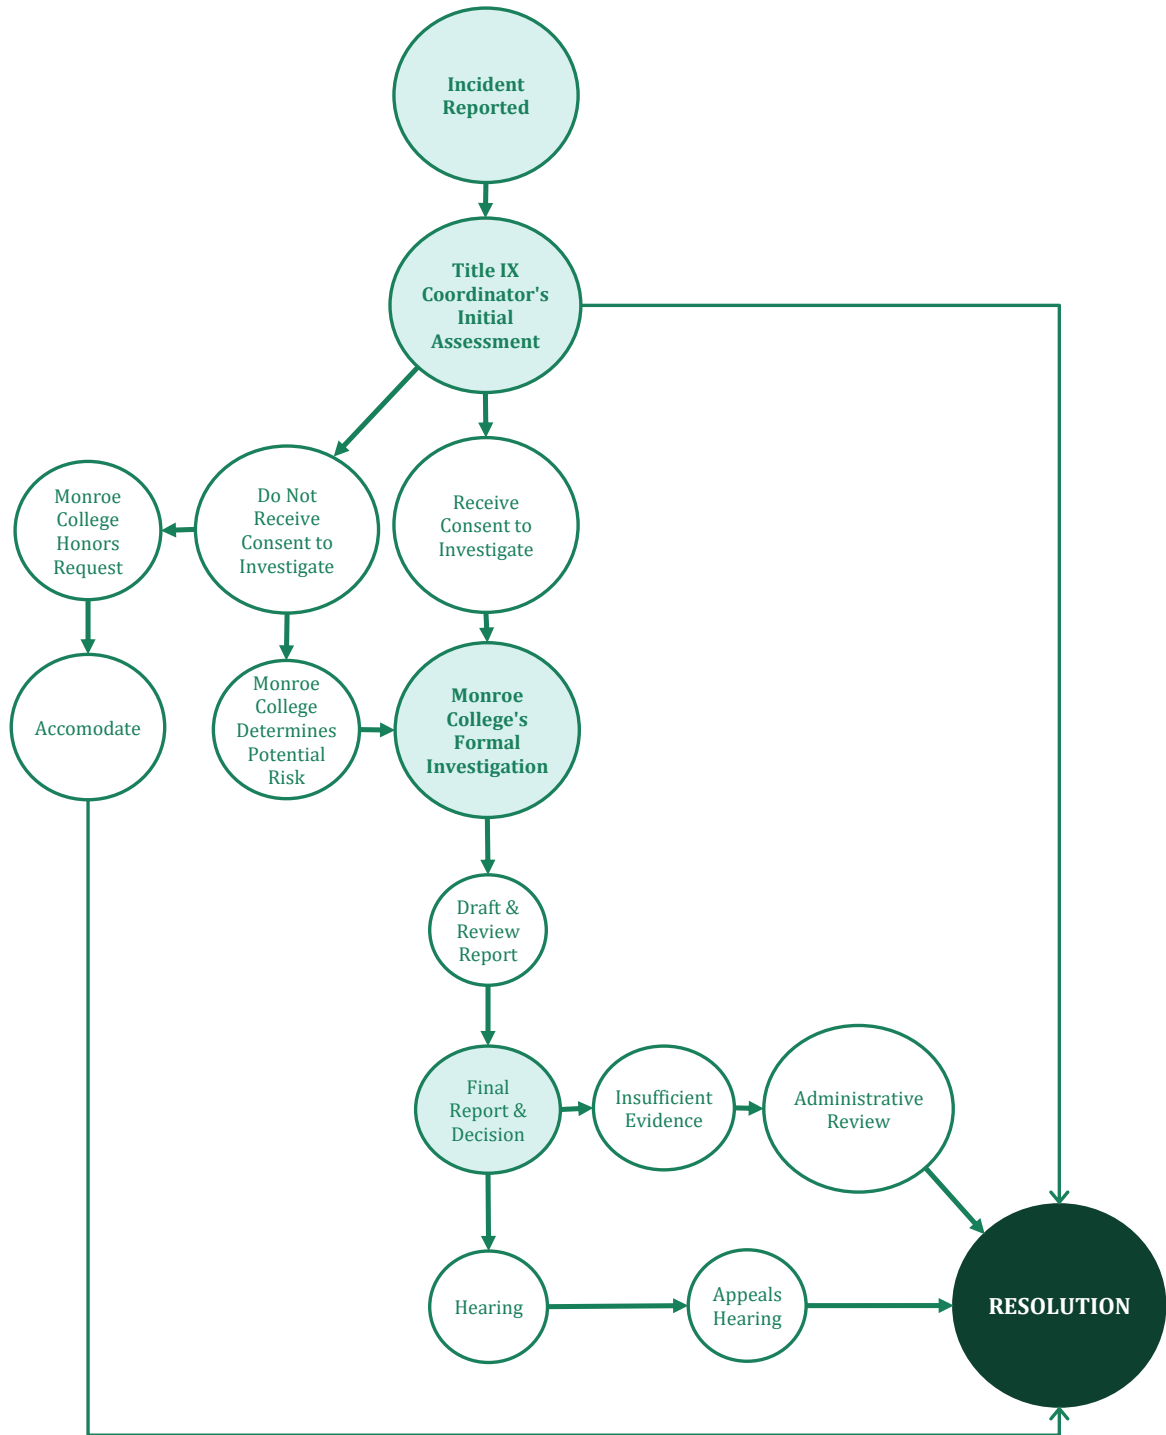 Incident
Reported
Title IX
Coordinator's
Initial
Assessment
Monroe
College
Honors
Request
Do Not
Receive
Consent to
Investigate
Receive
Consent to
Investigate
Accomodate
Monroe
College
Determines
Potential
Risk
Monroe
College's
Formal
Investigation
Draft &
Review
Report
Final
Report &
Decision
Insufficient
Evidence
Administrative
Review
Hearing
Appeals
Hearing
RESOLUTION